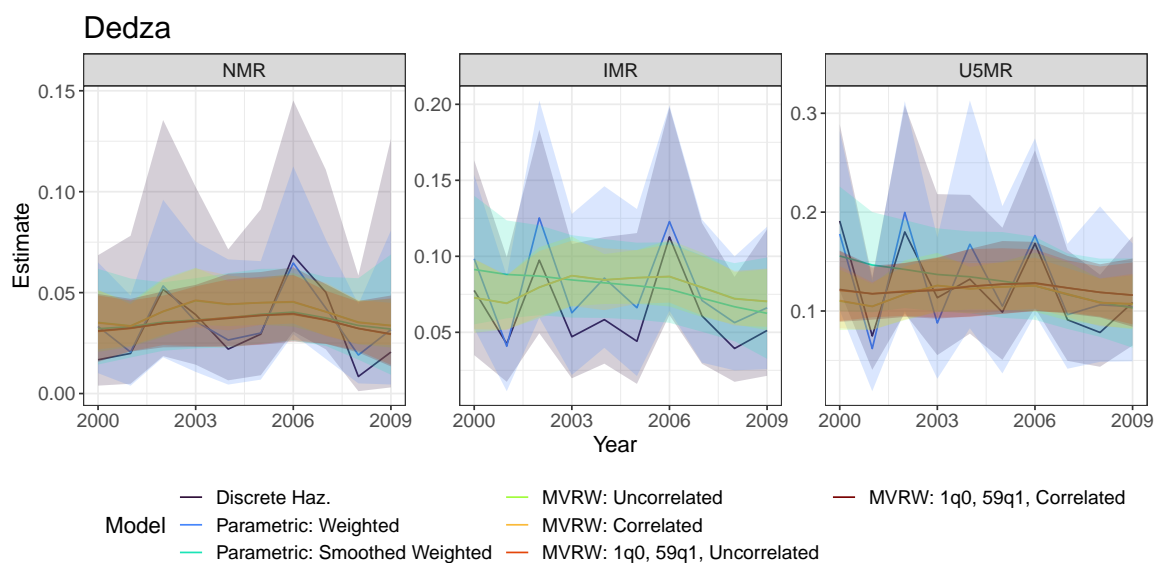 Dedza
NMR IMR U5MR
0.15
0.10
0.05
0.00
0.20
0.15
0.10
0.05
0.3
0.2
0.1
Estimate
2000 2003 2006 2009 2000 2003 2006 2009 2000 2003 2006 2009
Year
Model
Discrete Haz. MVRW: Uncorrelated MVRW: 1q0, 59q1, Correlated
Parametric: Weighted MVRW: Correlated
Parametric: Smoothed Weighted MVRW: 1q0, 59q1, Uncorrelated